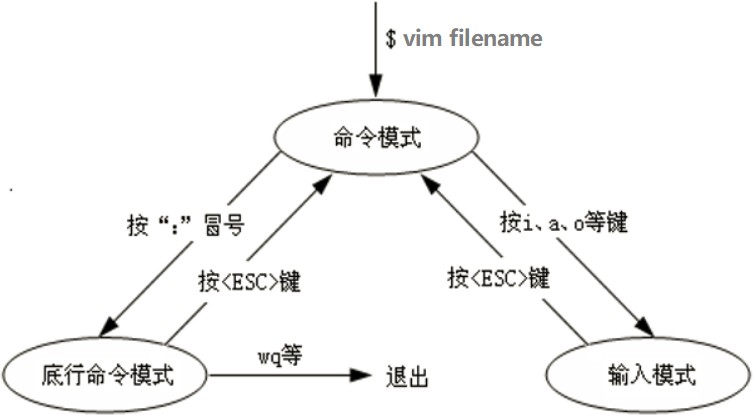 $ vim filename
命令模式
按“:”冒号
按i、a、o等键
按<ESC>键
按<ESC>键
底行命令模式
wq等
退出
输入模式